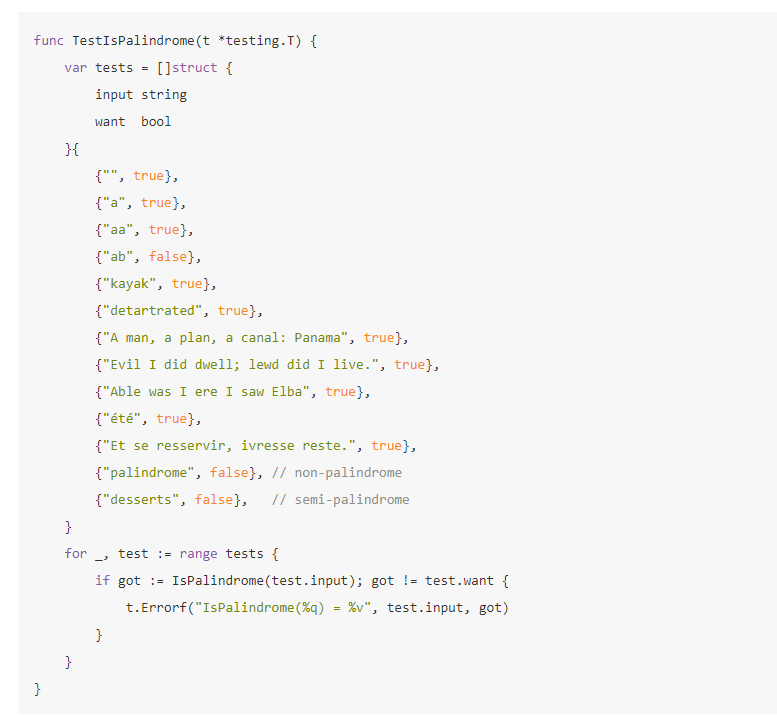 func TestIsPalindrome(t *testing.T) {
    var tests = []struct {
        input string
        want  bool
    }{
        {"", true},
        {"a", true},
        {"aa", true},
        {"ab", false},
        {"kayak", true},
        {"detartrated", true},
        {"A man, a plan, a canal: Panama", true},
        {"Evil I did dwell; lewd did I live.", true},
        {"Able was I ere I saw Elba", true},
        {"été", true},
        {"Et se resservir, ivresse reste.", true},
        {"palindrome", false}, // non-palindrome
        {"desserts", false},   // semi-palindrome
    }
    for _, test := range tests {
        if got := IsPalindrome(test.input); got != test.want {
            t.Errorf("IsPalindrome(%q) = %v", test.input, got)
        }
    }
}